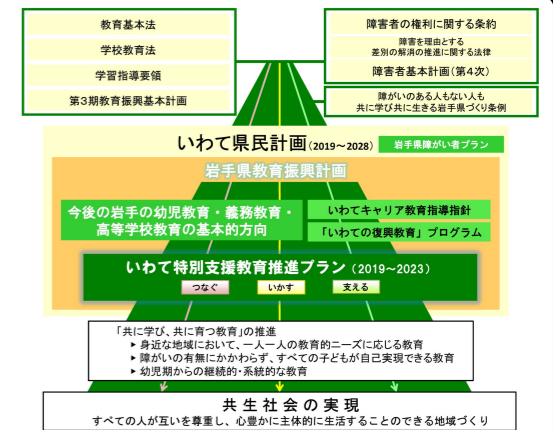 教育基本法
学校教育法
学習指導要領
第3期教育振興基本計画
障害者の権利に関する条約
障害を理由とする
差別の解消の推進に関する法律
障害者基本計画(第4次)
障がいのある人もない人も
共に学び共に生きる岩手県づくり条例
いわて県民計画(2019~2028)
岩手県障がい者プラン
岩手県教育振興計画
今後の岩手の幼児教育・義務教育・
高等学校教育の基本的方向
いわてキャリア教育指導指針
「いわての復興教育」プログラム
いわて特別支援教育推進プラン(2019~2023)
つなぐ
いかす
支える
「共に学び、共に育つ教育」の推進
▶ 身近な地域において、一人一人の教育的ニーズに応じる教育
▶ 障がいの有無にかかわらず、すべての子どもが自己実現できる教育
▶ 幼児期からの継続的・系統的な教育
共生社会の実現
すべての人が互いを尊重し、心豊かに主体的に生活することのできる地域づくり